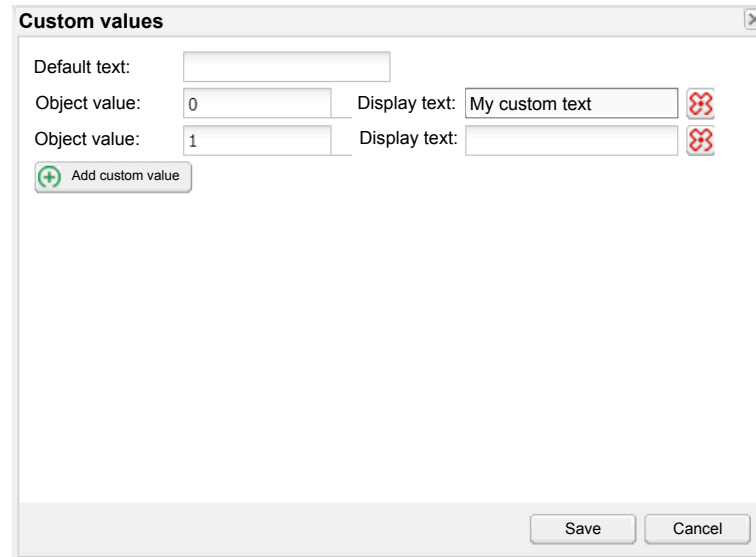 Custom values
Default text:
Object value: 0 Display text: My custom text
Object value: 1 Display text:
Add custom value
Save Cancel